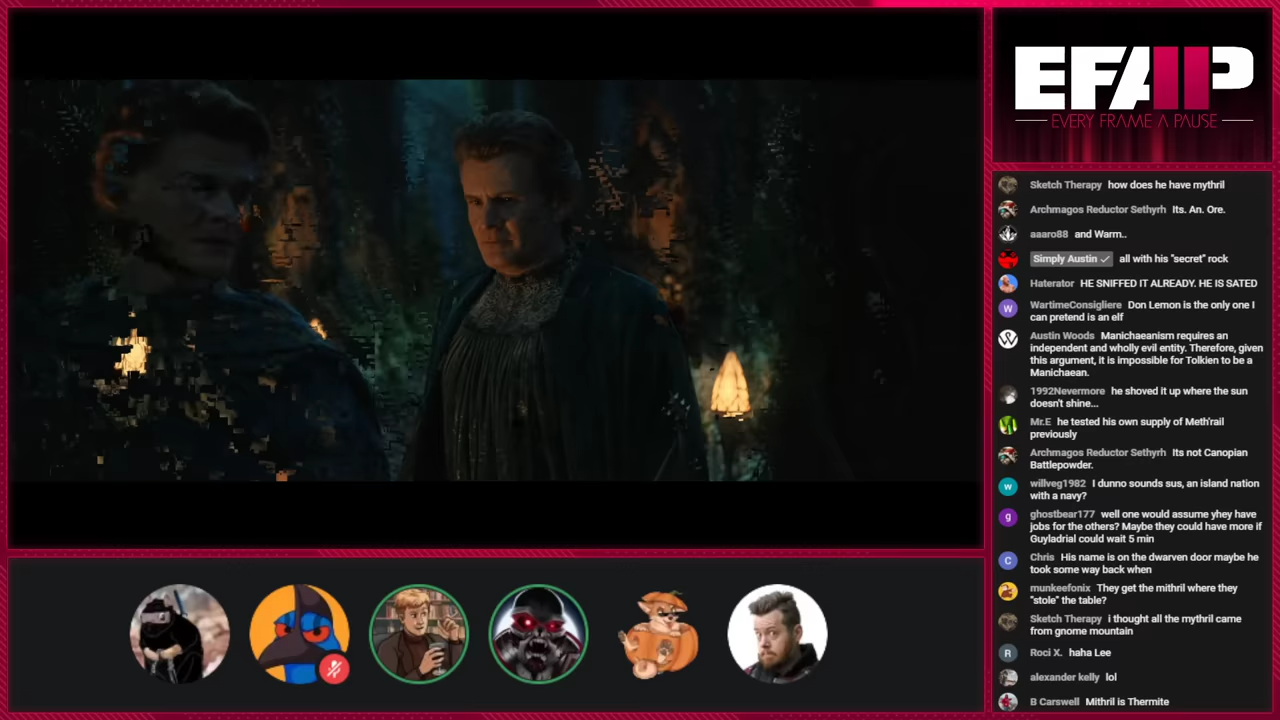 EFAP
EVERY FRAME A PAUSE
Sketch Therapy how does he have mythril
Archmagos Reductor Sethyrh Its. An. Ore.
aaaro88 and Warm..
Simply Austin all with his "secret" rock
Haterator HE SNIFFED IT ALREADY. HE IS SATED
W WartimeConsigliere Don Lemon is the only one I
can pretend is an elf
Austin Woods Manichaeanism requires an
independent and wholly evil entity. Therefore, given
this argument, it is impossible for Tolkien to be a
Manichaean.
1992Nevermore he shoved it up where the sun
doesn't shine...
Mr.E he tested his own supply of Meth'rail
previously
Archmagos Reductor Sethyrh Its not Canopian
Battlepowder.
w willveg1982 I dunno sounds sus, an island nation
with a navy?
g ghostbear177 well one would assume yhey have
jobs for the others? Maybe they could have more if
Guyladrial could wait 5 min
C Chris His name is on the dwarven door maybe he
took some way back when
munkeefonix They get the mithril where they
"stole" the table?
Sketch Therapy i thought all the mythril came
from gnome mountain
R Roci X. haha Lee
alexander kelly lol
B Carswell Mithril is Thermite